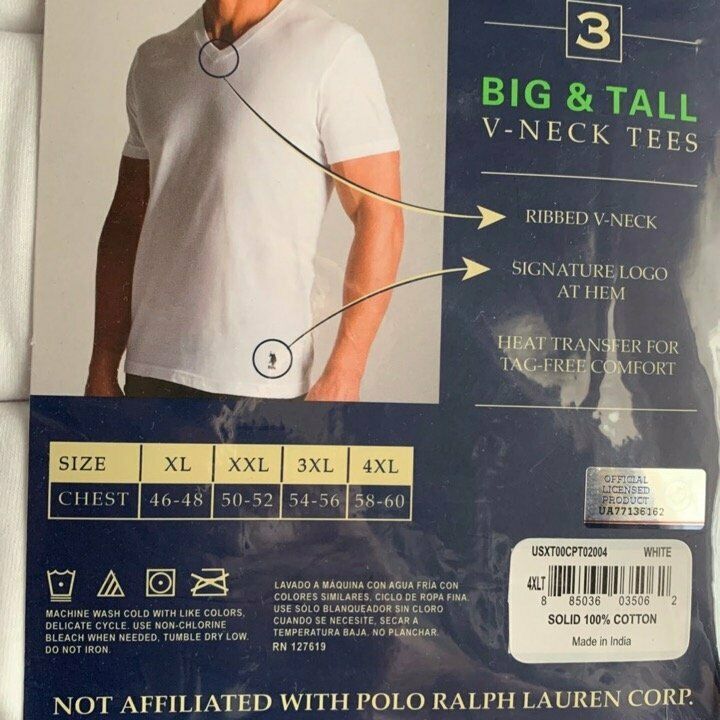 3
BIG & TALL
V-NECK TEES
RIBBED V-NECK
SIGNATURE LOGO
AT HEM
HEAT TRANSFER FOR
TAG-FREE COMFORT
SIZE XL XXL 3XL 4XL
CHEST 46-48 50-52 54-56 58-60
OFFICIAL
LICENSED
PRODUCT
UA77136162
USXT00CPT02004 WHITE
4XLT
8 85036 03506 2
SOLID 100% COTTON
Made in India
MACHINE WASH COLD WITH LIKE COLORS,
DELICATE CYCLE. USE NON-CHLORINE
BLEACH WHEN NEEDED, TUMBLE DRY LOW.
DO NOT IRON.
LAVADO A MÁQUINA CON AGUA FRÍA CON
COLORES SIMILARES, CICLO DE ROPA FINA.
USE SÓLO BLANQUEADOR SIN CLORO
CUANDO SE NECESITE, SECAR A
TEMPERATURA BAJA. NO PLANCHAR.
RN 127619
NOT AFFILIATED WITH POLO RALPH LAUREN CORP.